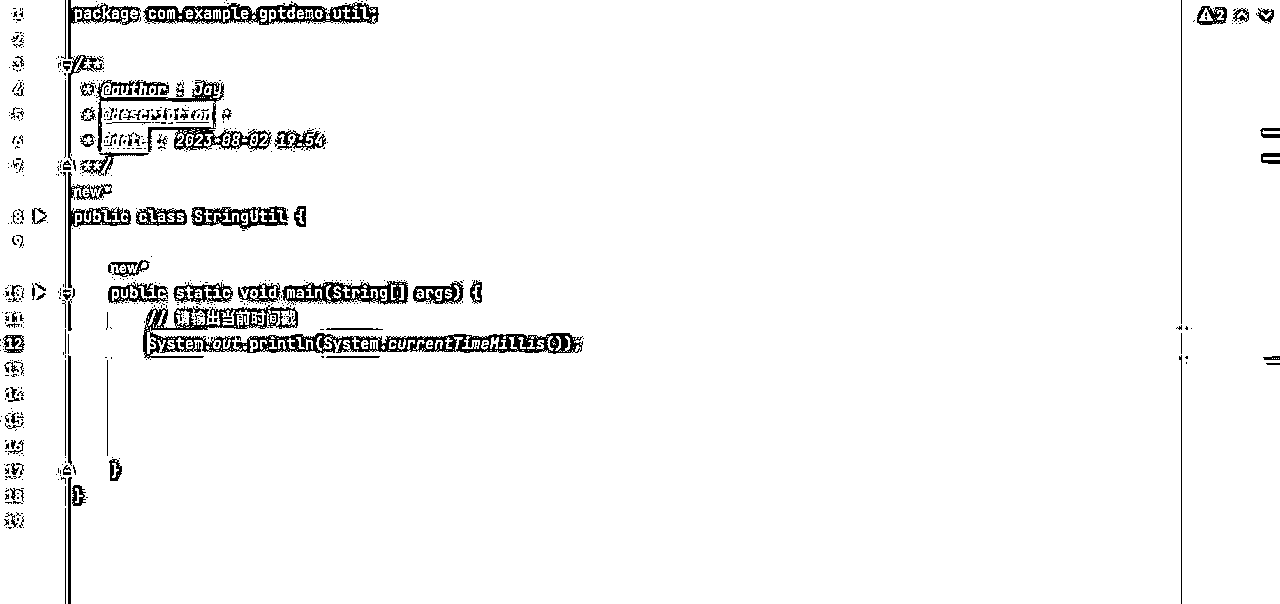 1 package com.example.gptdemo.util;
2
3 /**
4 * @author : Jay
5 * @description :
6 * @date : 2023-08-02 19:54
7 **/
new *
8 public class StringUtil {
9
new *
10 public static void main(String[] args) {
11 // 请输出当前时间戳
12 System.out.println(System.currentTimeMillis());
13
14
15
16
17 }
18 }
19
2